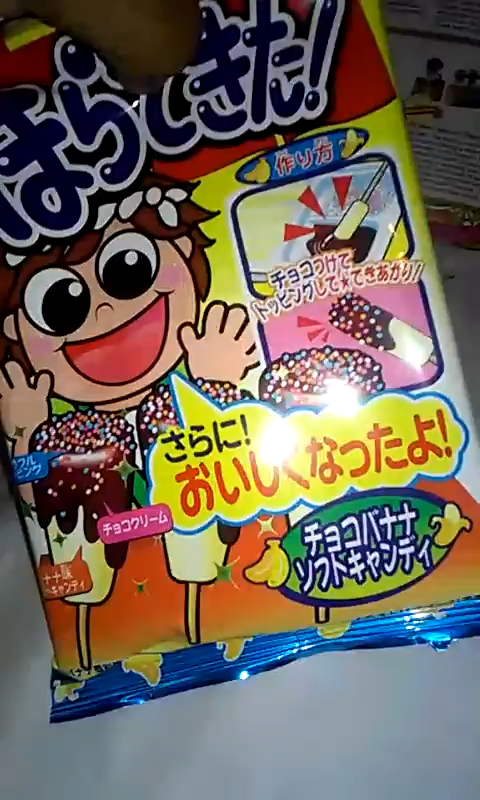 ほらできた!
作り方
チョコつけて
トッピングして★できあがり!
さらに!
おいしくなったよ!
チョコクリーム
チョコバナナ
ソフトキャンディ